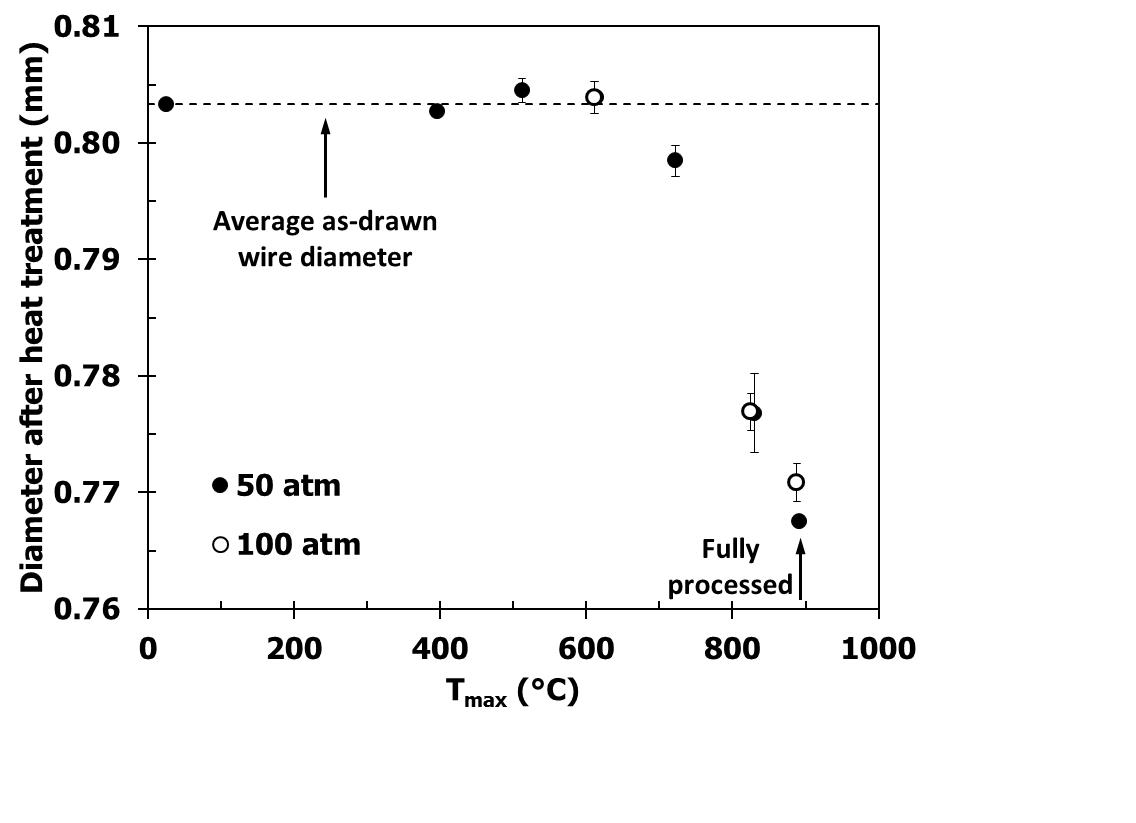 0.81
0.80
0.79
0.78
0.77
0.76
Diameter after heat treatment (mm)
Average as-drawn
wire diameter
50 atm
100 atm
Fully
processed
0 200 400 600 800 1000
Tmax (°C)